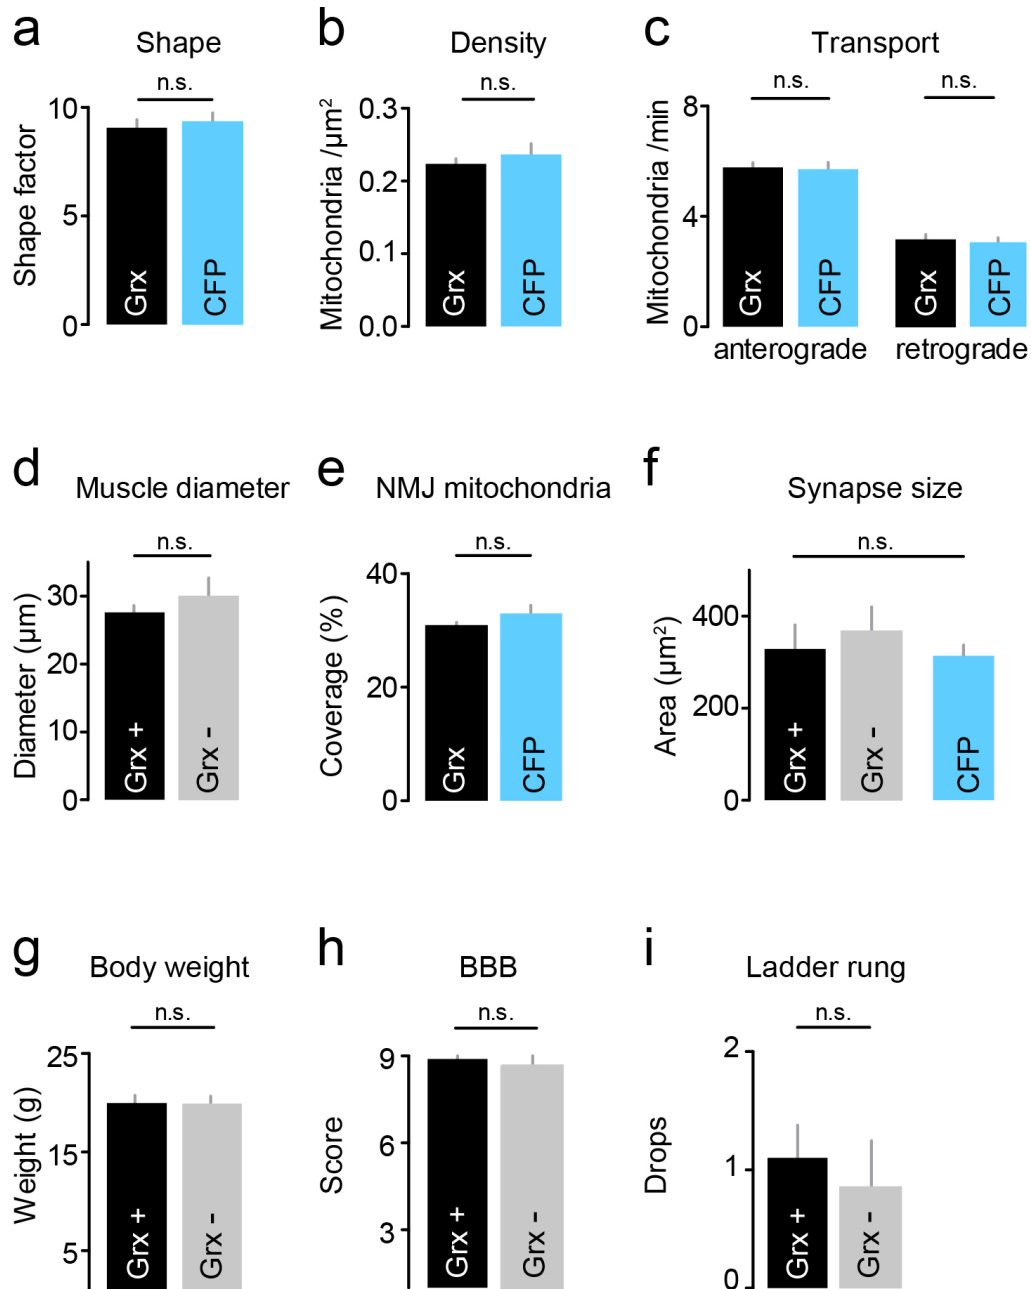 a
Shape
n.s.
Shape factor
10
5
0
Grx
CFP
b
Density
n.s.
Mitochondria /µm²
0.3
0.2
0.1
0.0
Grx
CFP
c
Transport
n.s.
n.s.
Mitochondria /min
8
4
0
Grx
CFP
Grx
CFP
anterograde
retrograde
d
Muscle diameter
n.s.
Diameter (µm)
30
20
10
0
Grx +
Grx -
e
NMJ mitochondria
n.s.
Coverage (%)
40
20
0
Grx
CFP
f
Synapse size
n.s.
Area (µm²)
400
200
0
Grx +
Grx -
CFP
g
Body weight
n.s.
Weight (g)
25
15
5
Grx +
Grx -
h
BBB
n.s.
Score
9
6
3
Grx +
Grx -
i
Ladder rung
n.s.
Drops
2
1
0
Grx +
Grx -